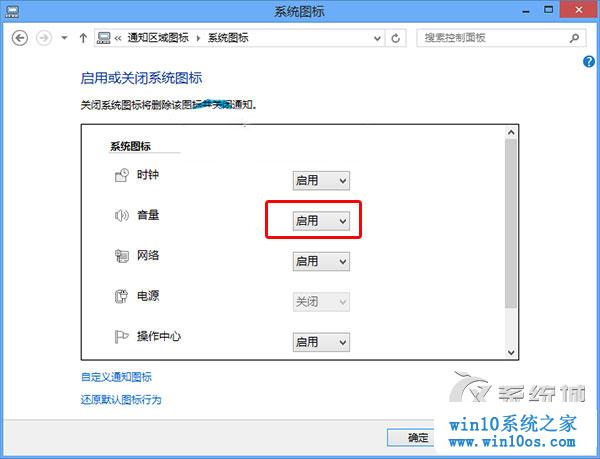 系统图标
« 通知区域图标 › 系统图标
搜索控制面板
启用或关闭系统图标
关闭系统图标将删除该图标并关闭通知。
系统图标
时钟 启用
音量 启用
网络 启用
电源 关闭
操作中心 启用
自定义通知图标
还原默认图标行为
系统城
确定
win10系统之家
www.win10os.com